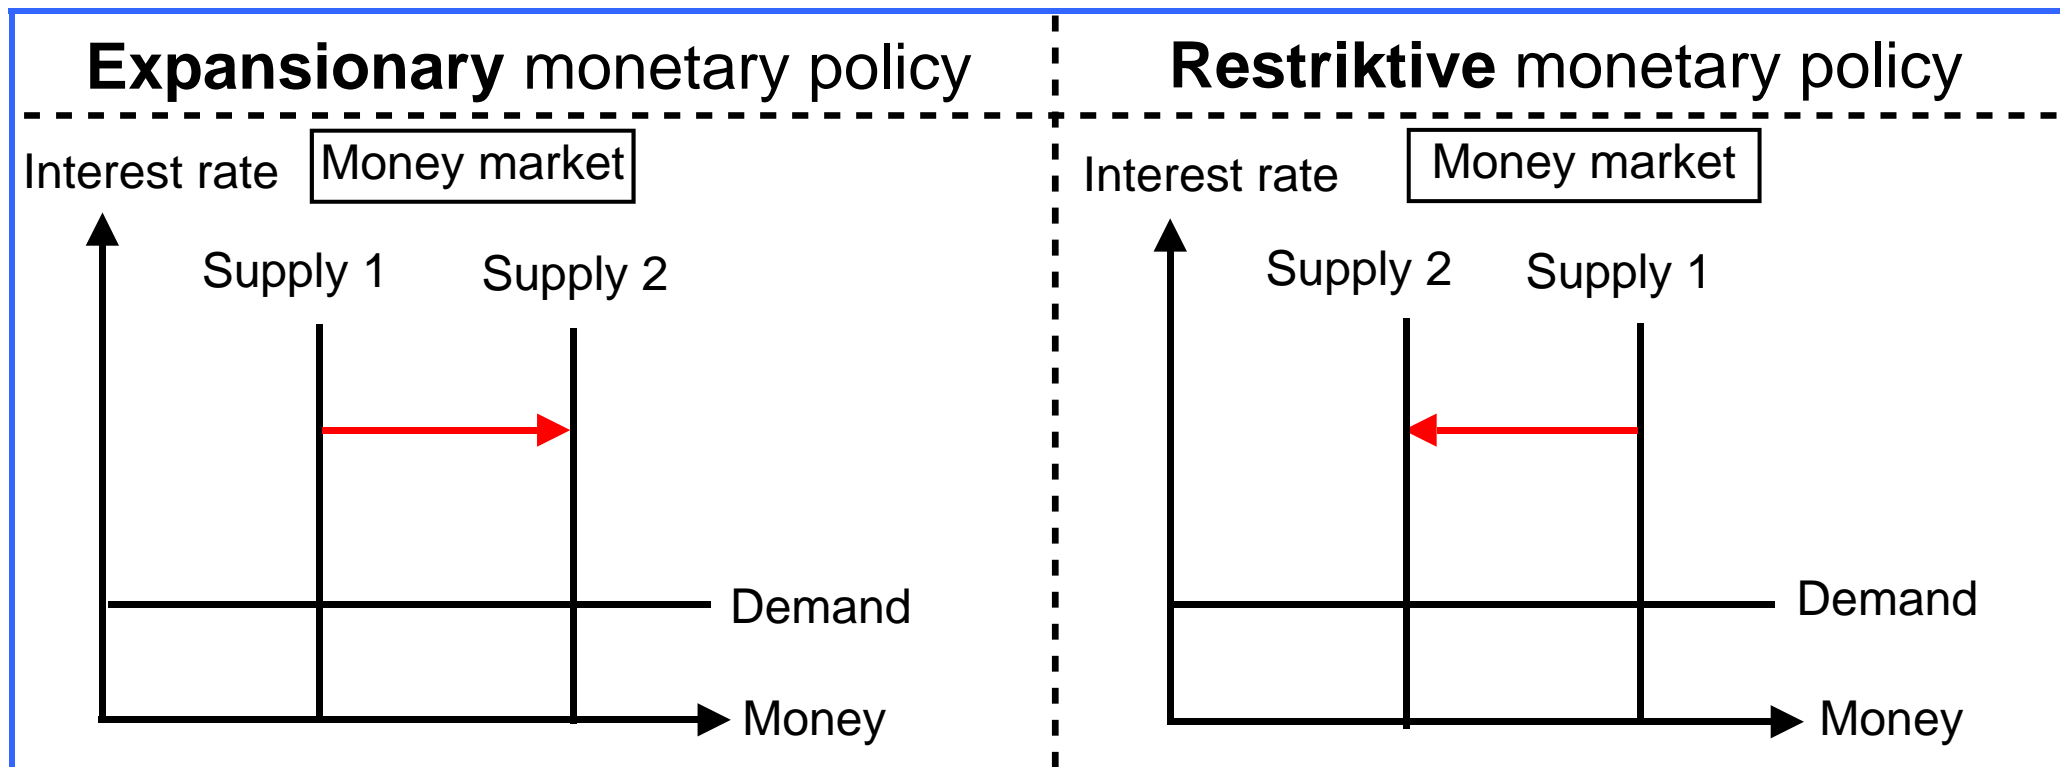 Expansionary monetary policy
Interest rate
Money market
Supply 1
Supply 2
Demand
Money
Restriktive monetary policy
Interest rate
Money market
Supply 2
Supply 1
Demand
Money